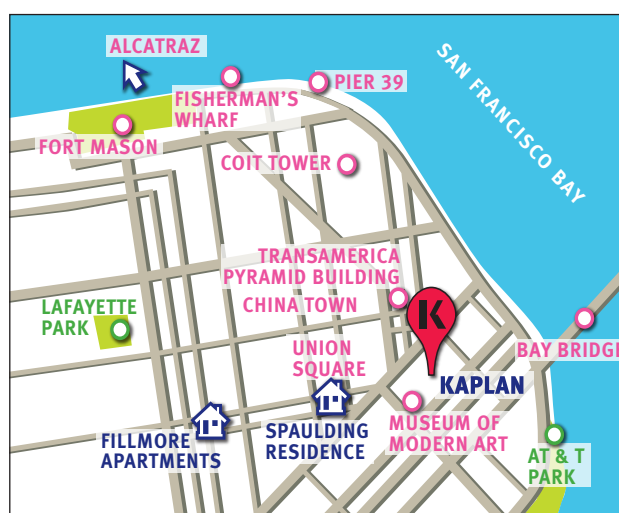 ALCATRAZ
SAN FRANCISCO BAY
PIER 39
FISHERMAN'S
WHARF
FORT MASON
COIT TOWER
TRANSAMERICA
PYRAMID BUILDING
CHINA TOWN
LAFAYETTE
PARK
K
UNION
SQUARE
BAY BRIDGE
KAPLAN
MUSEUM OF
MODERN ART
SPAULDING
RESIDENCE
FILLMORE
APARTMENTS
AT & T
PARK